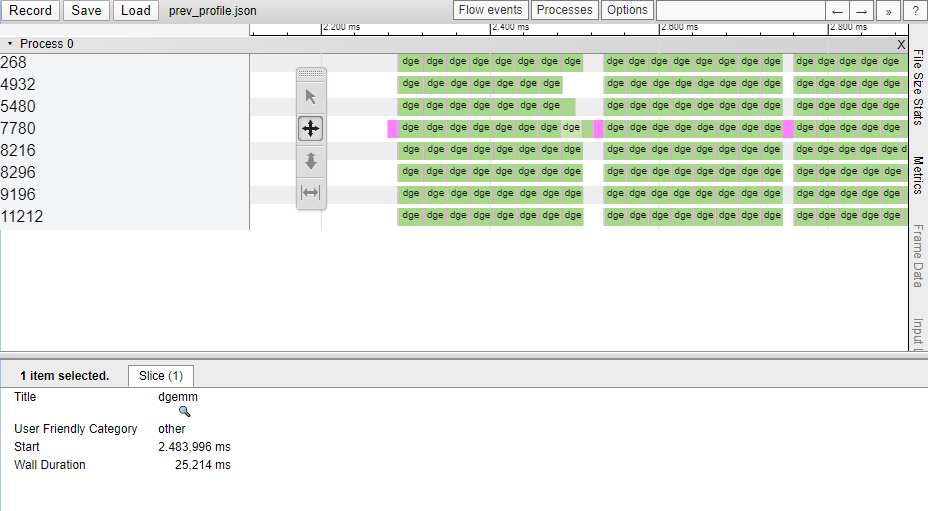 Record Save Load prev_profile.json Flow events Processes Options ← → » ?
2.200 ms 2.400 ms 2.600 ms 2.800 ms
Process 0 X
268 dge dge dge dge dge dge dge dge dge dge dge dge dge dge dge dge dge dge dge dge
4932 dge dge dge dge dge dge dge dge dge dge dge dge dge dge dge dge dge dge dge
5480 dge dge dge dge dge dge dge dge dge dge dge dge dge dge dge dge dge dge dge
7780 dge dge dge dge dge dge dge dge dge dge dge dge dge dge dge dge dge dge dge dge
8216 dge dge dge dge dge dge dge dge dge dge dge dge dge dge dge dge dge dge dge dge d
8296 dge dge dge dge dge dge dge dge dge dge dge dge dge dge dge dge dge dge dge dge
9196 dge dge dge dge dge dge dge dge dge dge dge dge dge dge dge dge dge dge dge dge
11212 dge dge dge dge dge dge dge dge dge dge dge dge dge dge dge dge dge dge dge dge
File Size Stats
Metrics
Frame Data
Input L
1 item selected. Slice (1)
Title dgemm
User Friendly Category other
Start 2.483,996 ms
Wall Duration 25,214 ms